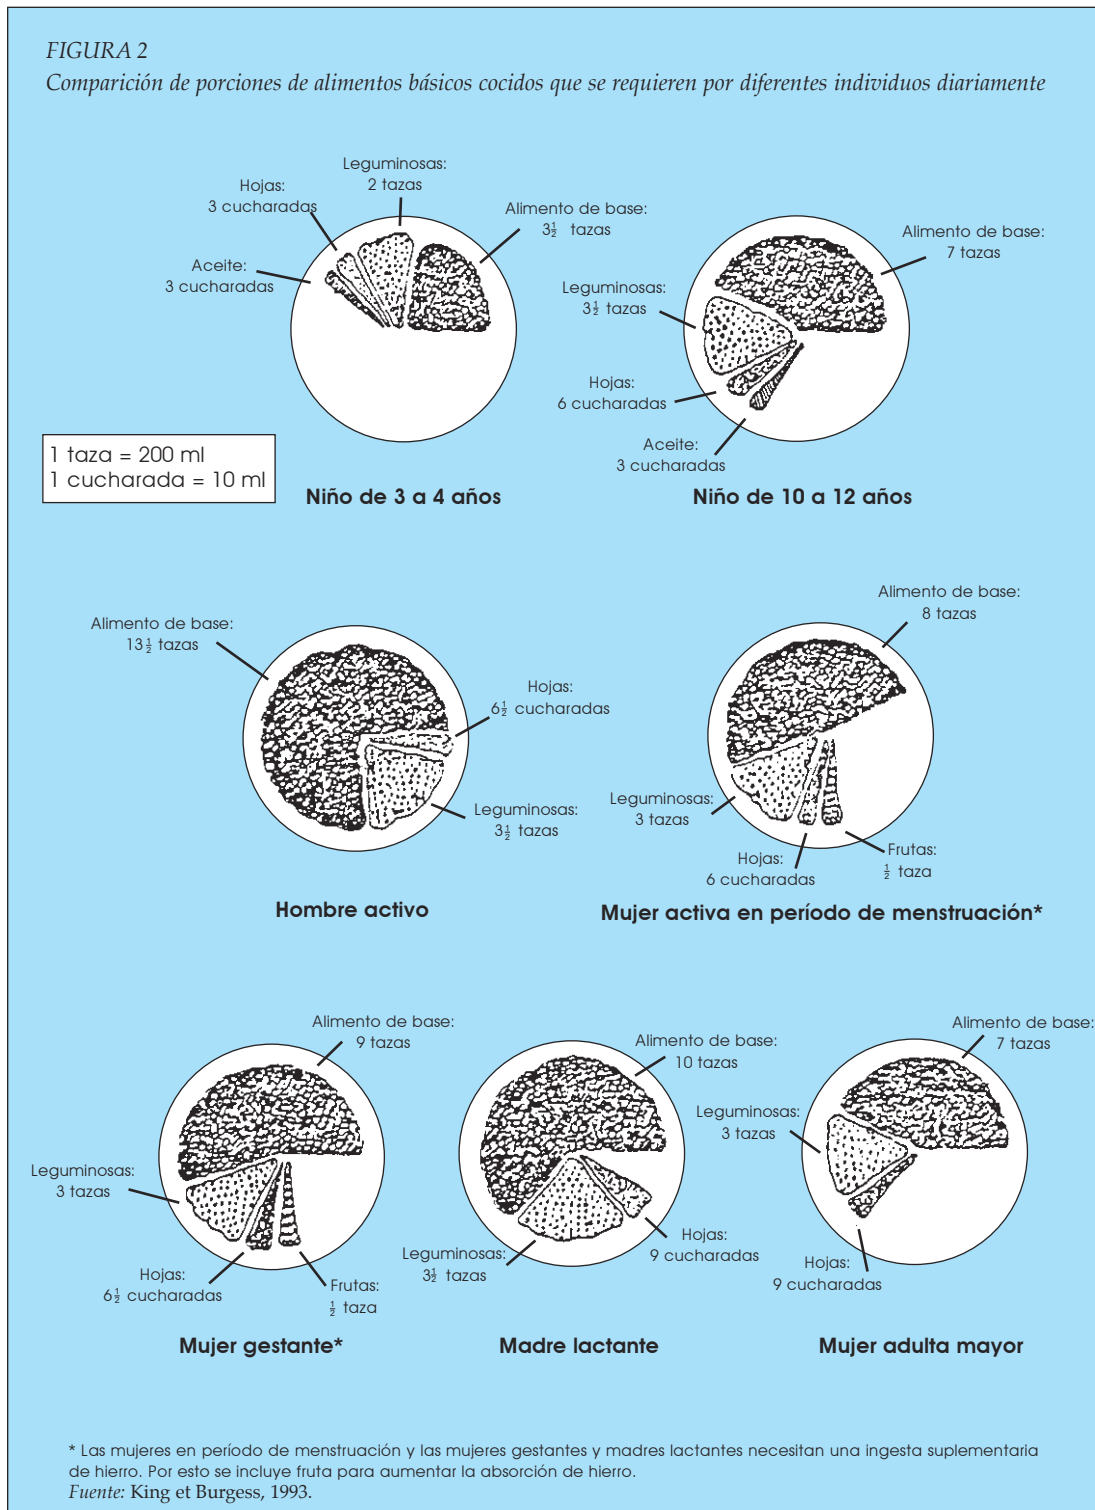 FIGURA 2
Comparición de porciones de alimentos básicos cocidos que se requieren por diferentes individuos diariamente
Leguminosas:
2 tazas
Hojas:
3 cucharadas
Alimento de base:
3½ tazas
Aceite:
3 cucharadas
Niño de 3 a 4 años
Alimento de base:
7 tazas
Leguminosas:
3½ tazas
Hojas:
6 cucharadas
Aceite:
3 cucharadas
Niño de 10 a 12 años
1 taza = 200 ml
1 cucharada = 10 ml
Alimento de base:
13½ tazas
Hojas:
6½ cucharadas
Leguminosas:
3½ tazas
Hombre activo
Alimento de base:
8 tazas
Leguminosas:
3 tazas
Hojas:
6 cucharadas
Frutas:
½ taza
Mujer activa en período de menstruación*
Alimento de base:
9 tazas
Leguminosas:
3 tazas
Hojas:
6½ cucharadas
Frutas:
½ taza
Mujer gestante*
Alimento de base:
10 tazas
Leguminosas:
3½ tazas
Hojas:
9 cucharadas
Madre lactante
Alimento de base:
7 tazas
Leguminosas:
3 tazas
Hojas:
9 cucharadas
Mujer adulta mayor
* Las mujeres en período de menstruación y las mujeres gestantes y madres lactantes necesitan una ingesta suplementaria
de hierro. Por esto se incluye fruta para aumentar la absorción de hierro.
Fuente: King et Burgess, 1993.